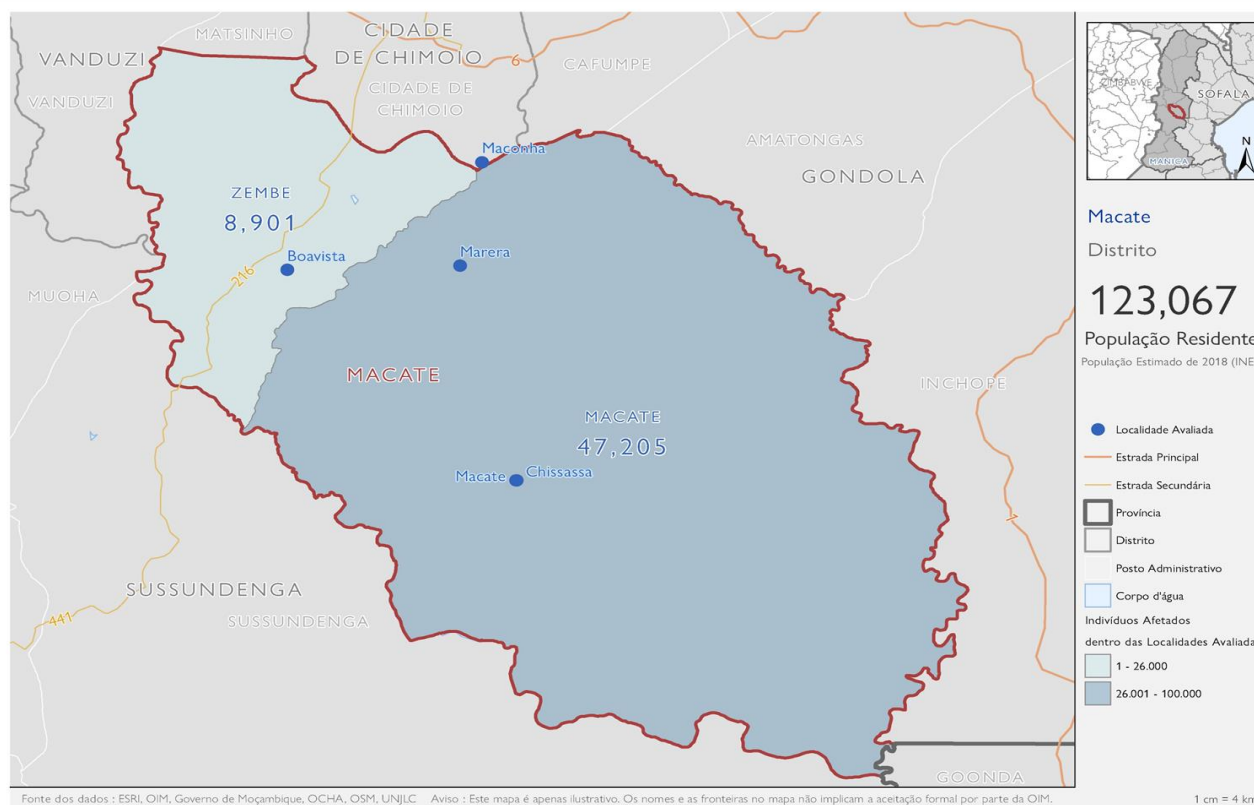 MATSINHO
CIDADE
DE CHIMOIO
VANDUZI
6
CAFUMPE
VANDUZI
CIDADE DE
CHIMOIO
AMATONGAS
Maconha
GONDOLA
ZEMBE
8,901
Boavista
Marera
216
MUOHA
MACATE
INCHOPE
MACATE
47,205
Macate
Chissassa
1
SUSSUNDENGA
SUSSUNDENGA
441
GOONDA
ZIMBABWE
SOFALA
MANICA
N
Macate
Distrito
123,067
População Residente
População Estimado de 2018 (INE
Localidade Avaliada
Estrada Principal
Estrada Secundária
Província
Distrito
Posto Administrativo
Corpo d'água
Indivíduos Afetados
dentro das Localidades Avaliada
1 - 26.000
26.001 - 100.000
Fonte dos dados : ESRI, OIM, Governo de Moçambique, OCHA, OSM, UNJLC Aviso : Este mapa é apenas ilustrativo. Os nomes e as fronteiras no mapa não implicam a aceitação formal por parte da OIM.
1 cm = 4 km